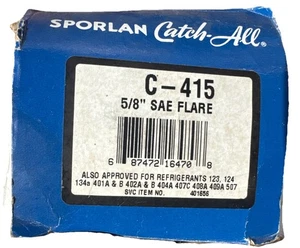 SPORLAN Catch-All®
C-415
5/8" SAE FLARE
6 87472 16470 8
ALSO APPROVED FOR REFRIGERANTS 123, 124
134a 401A & B 402A & B 404A 407C 408A 409A 507
SVC ITEM NO. 401656